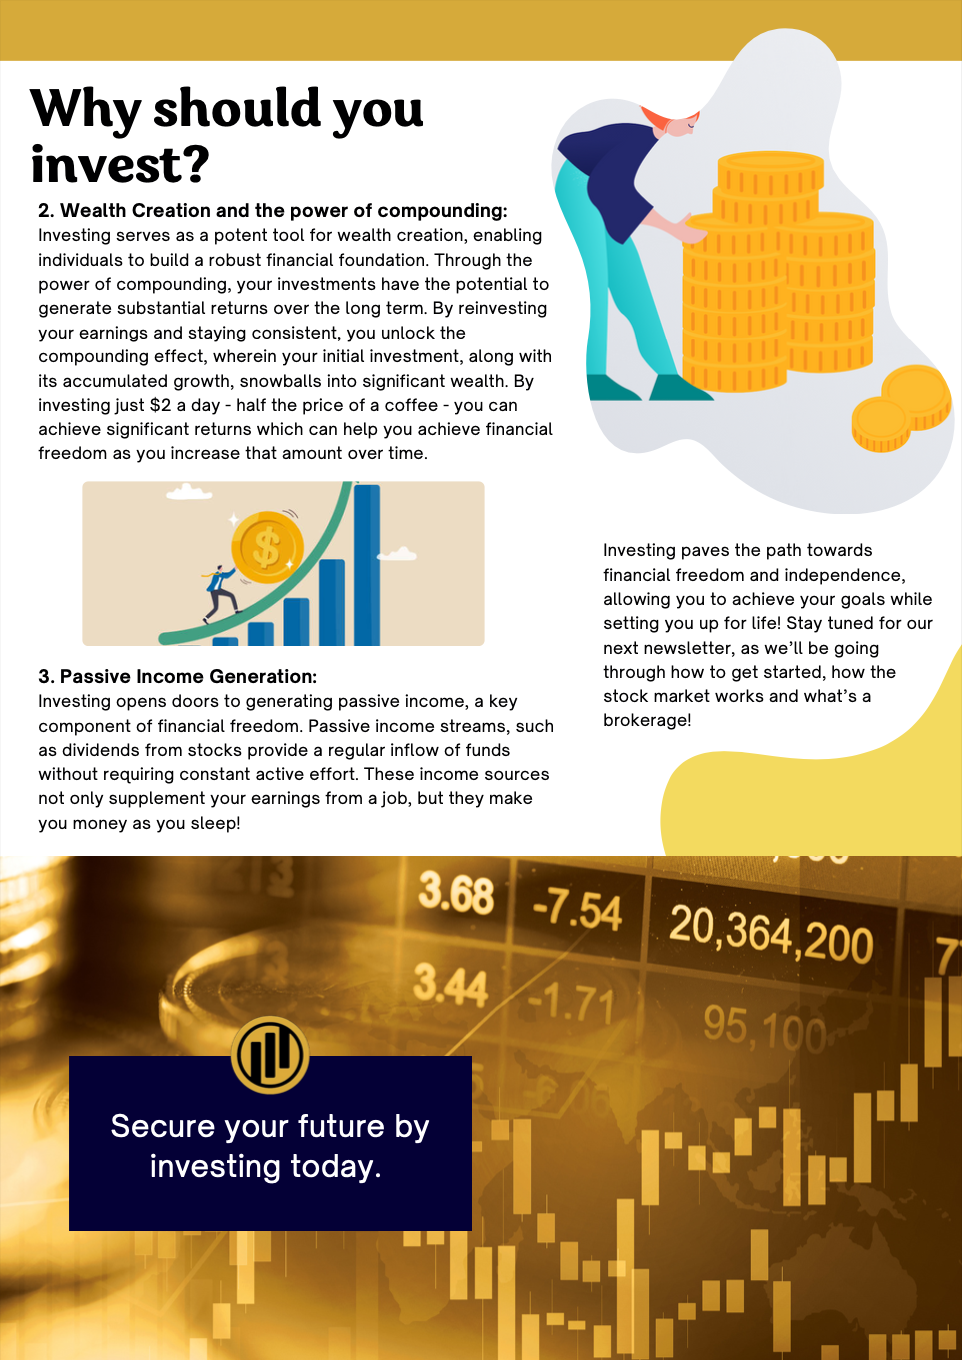 Why should you
invest?
2. Wealth Creation and the power of compounding:
Investing serves as a potent tool for wealth creation, enabling
individuals to build a robust financial foundation. Through the
power of compounding, your investments have the potential to
generate substantial returns over the long term. By reinvesting
your earnings and staying consistent, you unlock the
compounding effect, wherein your initial investment, along with
its accumulated growth, snowballs into significant wealth. By
investing just $2 a day - half the price of a coffee - you can
achieve significant returns which can help you achieve financial
freedom as you increase that amount over time.
$
3. Passive Income Generation:
Investing opens doors to generating passive income, a key
component of financial freedom. Passive income streams, such
as dividends from stocks provide a regular inflow of funds
without requiring constant active effort. These income sources
not only supplement your earnings from a job, but they make
you money as you sleep!
Investing paves the path towards
financial freedom and independence,
allowing you to achieve your goals while
setting you up for life! Stay tuned for our
next newsletter, as we’ll be going
through how to get started, how the
stock market works and what’s a
brokerage!
3.68 -7.54 20,364,200
3.44 -1.71 95,100
Secure your future by
investing today.